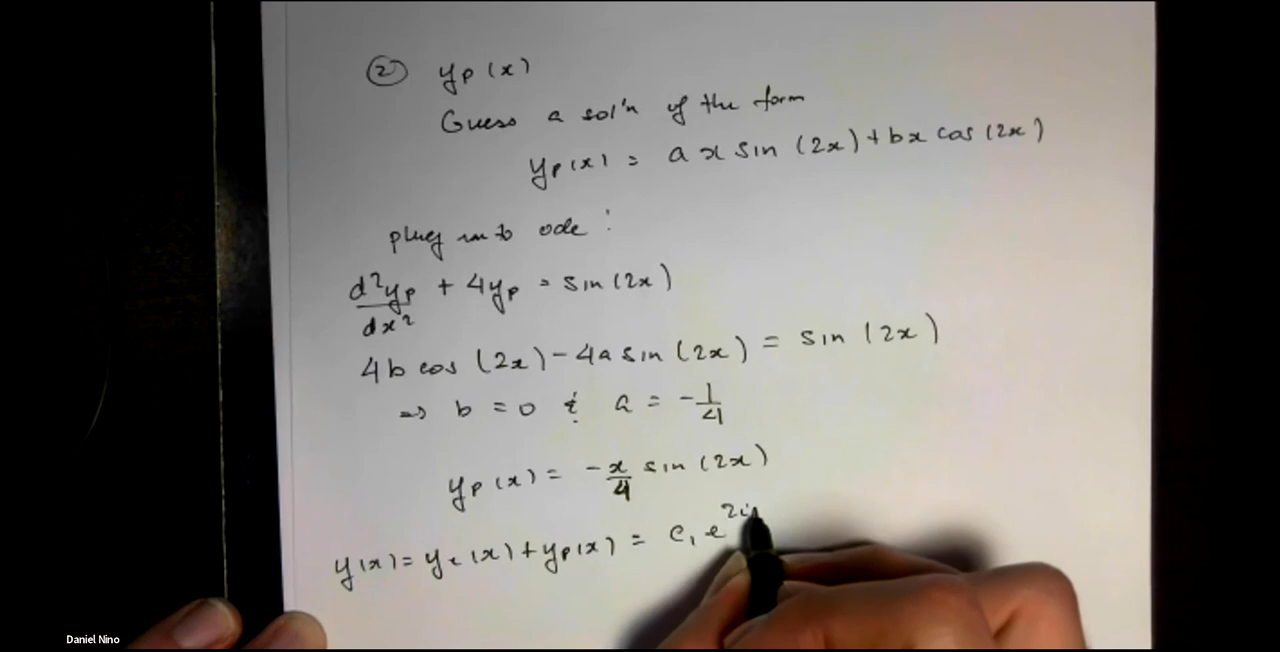 ② yp(x)
Guess a sol'n of the form
yp(x) = a x sin (2x) + bx cos (2x)
plug into ode :
d²yp/dx² + 4yp = sin(2x)
4b cos (2x) - 4a sin (2x) = sin (2x)
⇒ b = 0 & a = -1/4
yp(x) = -x/4 sin (2x)
y(x) = yc(x) + yp(x) = c₁ e^2i
Daniel Nino